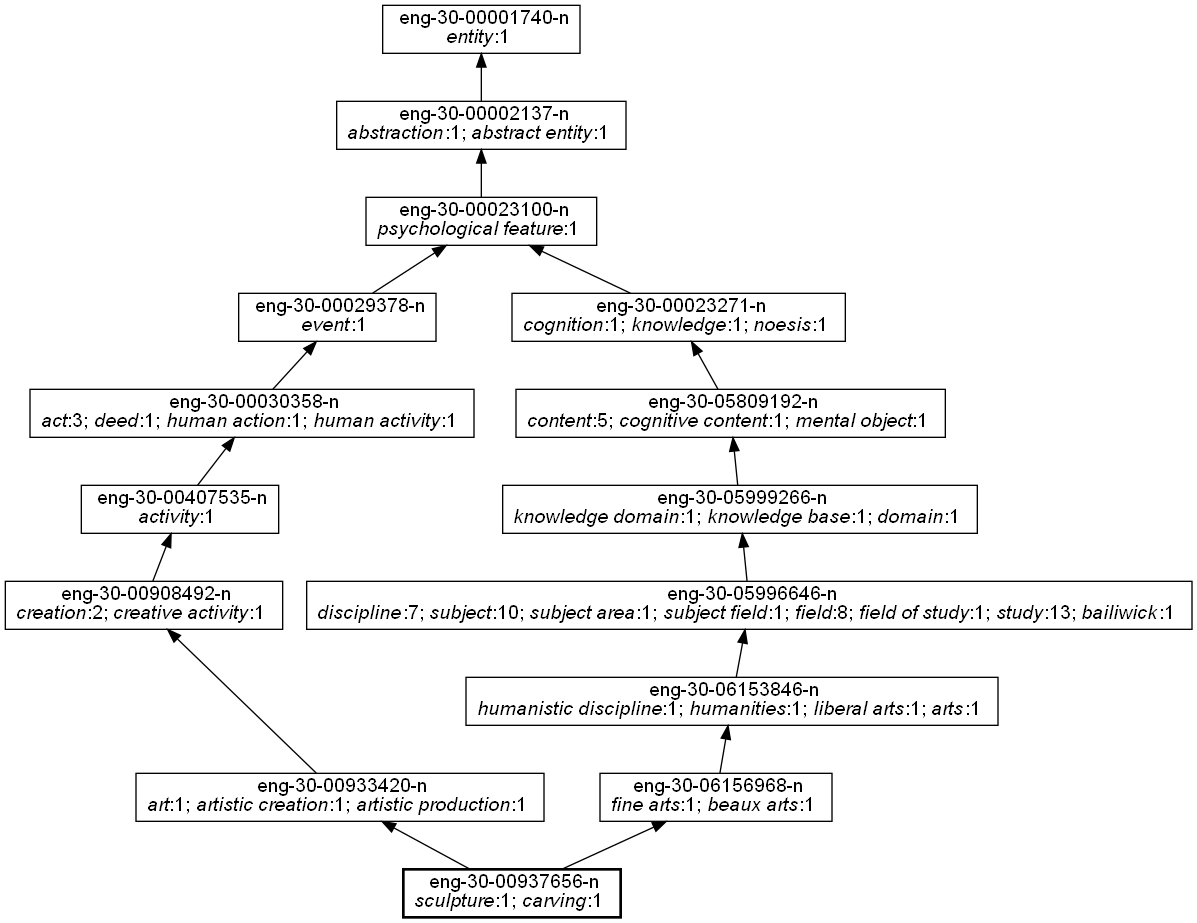 eng-30-00001740-n
entity:1
eng-30-00002137-n
abstraction:1; abstract entity:1
eng-30-00023100-n
psychological feature:1
eng-30-00029378-n
event:1
eng-30-00023271-n
cognition:1; knowledge:1; noesis:1
eng-30-00030358-n
act:3; deed:1; human action:1; human activity:1
eng-30-05809192-n
content:5; cognitive content:1; mental object:1
eng-30-00407535-n
activity:1
eng-30-05999266-n
knowledge domain:1; knowledge base:1; domain:1
eng-30-00908492-n
creation:2; creative activity:1
eng-30-05996646-n
discipline:7; subject:10; subject area:1; subject field:1; field:8; field of study:1; study:13; bailiwick:1
eng-30-06153846-n
humanistic discipline:1; humanities:1; liberal arts:1; arts:1
eng-30-00933420-n
art:1; artistic creation:1; artistic production:1
eng-30-06156968-n
fine arts:1; beaux arts:1
eng-30-00937656-n
sculpture:1; carving:1